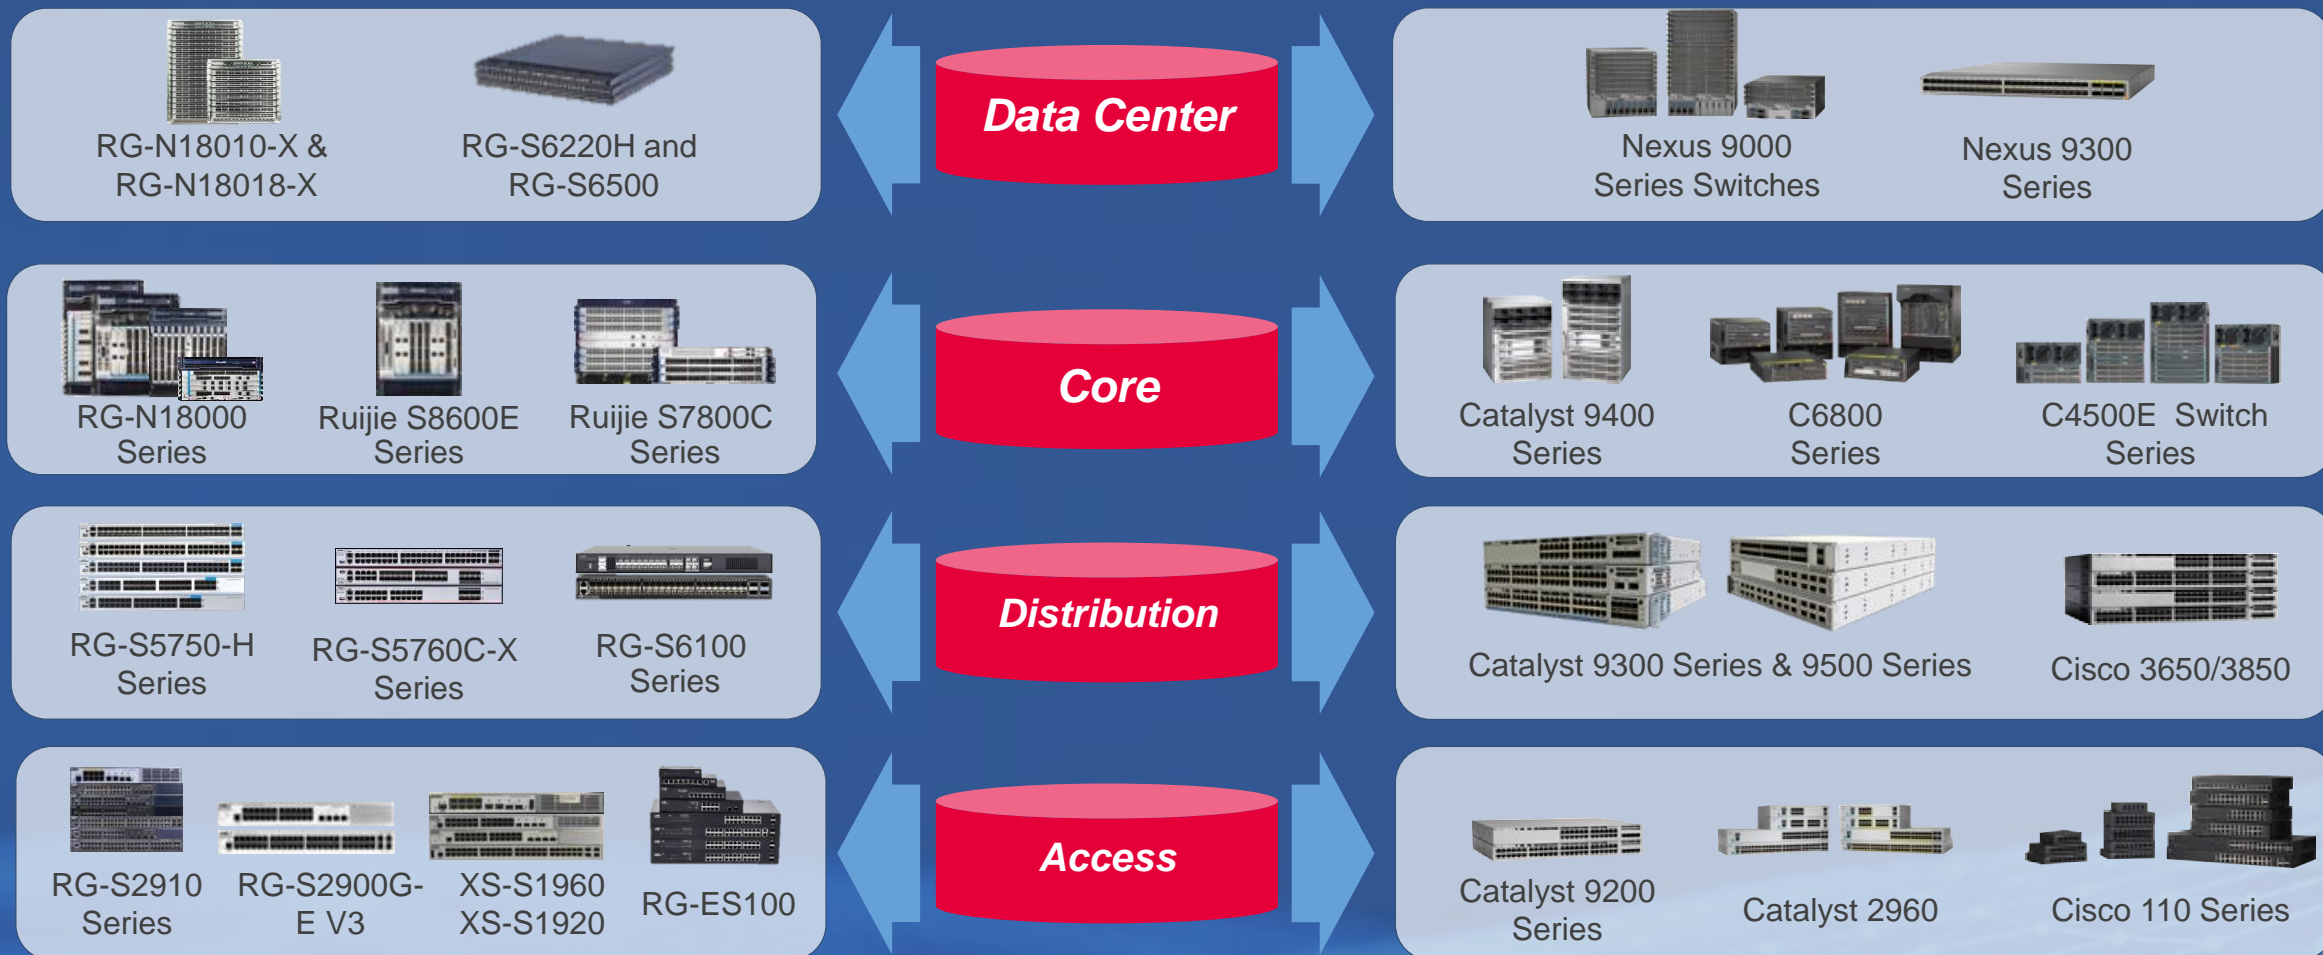 RG-N18010-X &
RG-N18018-X
RG-S6220H and
RG-S6500
Data Center
Nexus 9000
Series Switches
Nexus 9300
Series
RG-N18000
Series
Ruijie S8600E
Series
Ruijie S7800C
Series
Core
Catalyst 9400
Series
C6800
Series
C4500E Switch
Series
RG-S5750-H
Series
RG-S5760C-X
Series
RG-S6100
Series
Distribution
Catalyst 9300 Series & 9500 Series
Cisco 3650/3850
RG-S2910
Series
RG-S2900G-
E V3
XS-S1960
XS-S1920
RG-ES100
Access
Catalyst 9200
Series
Catalyst 2960
Cisco 110 Series